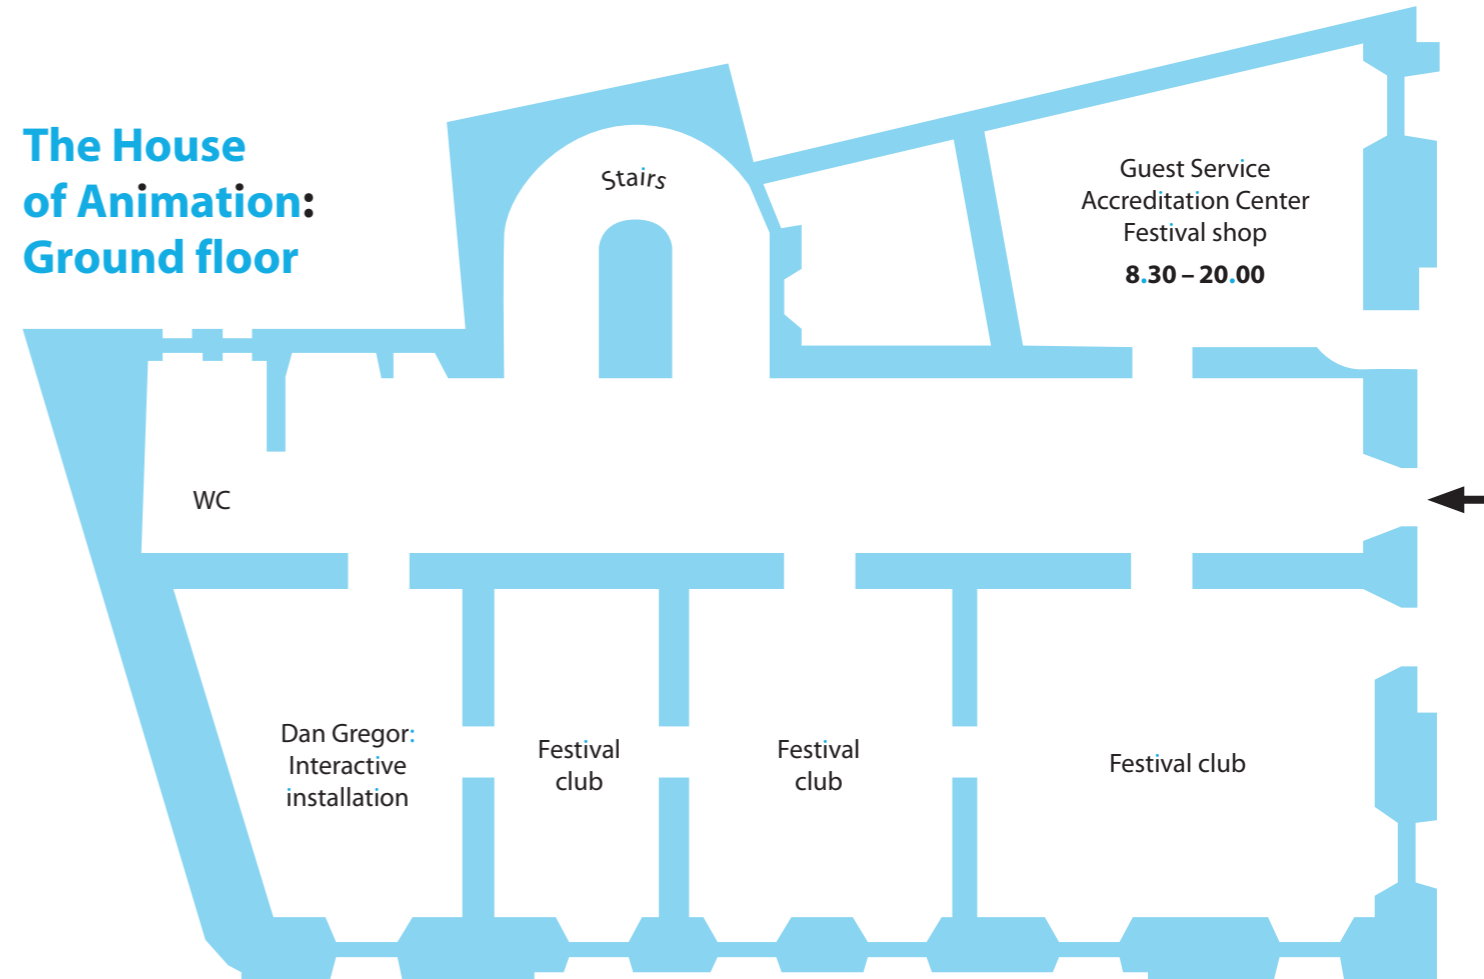 The House
of Animation:
Ground floor
Stairs
Guest Service
Accreditation Center
Festival shop
8.30 – 20.00
WC
Dan Gregor:
Interactive
installation
Festival
club
Festival
club
Festival club